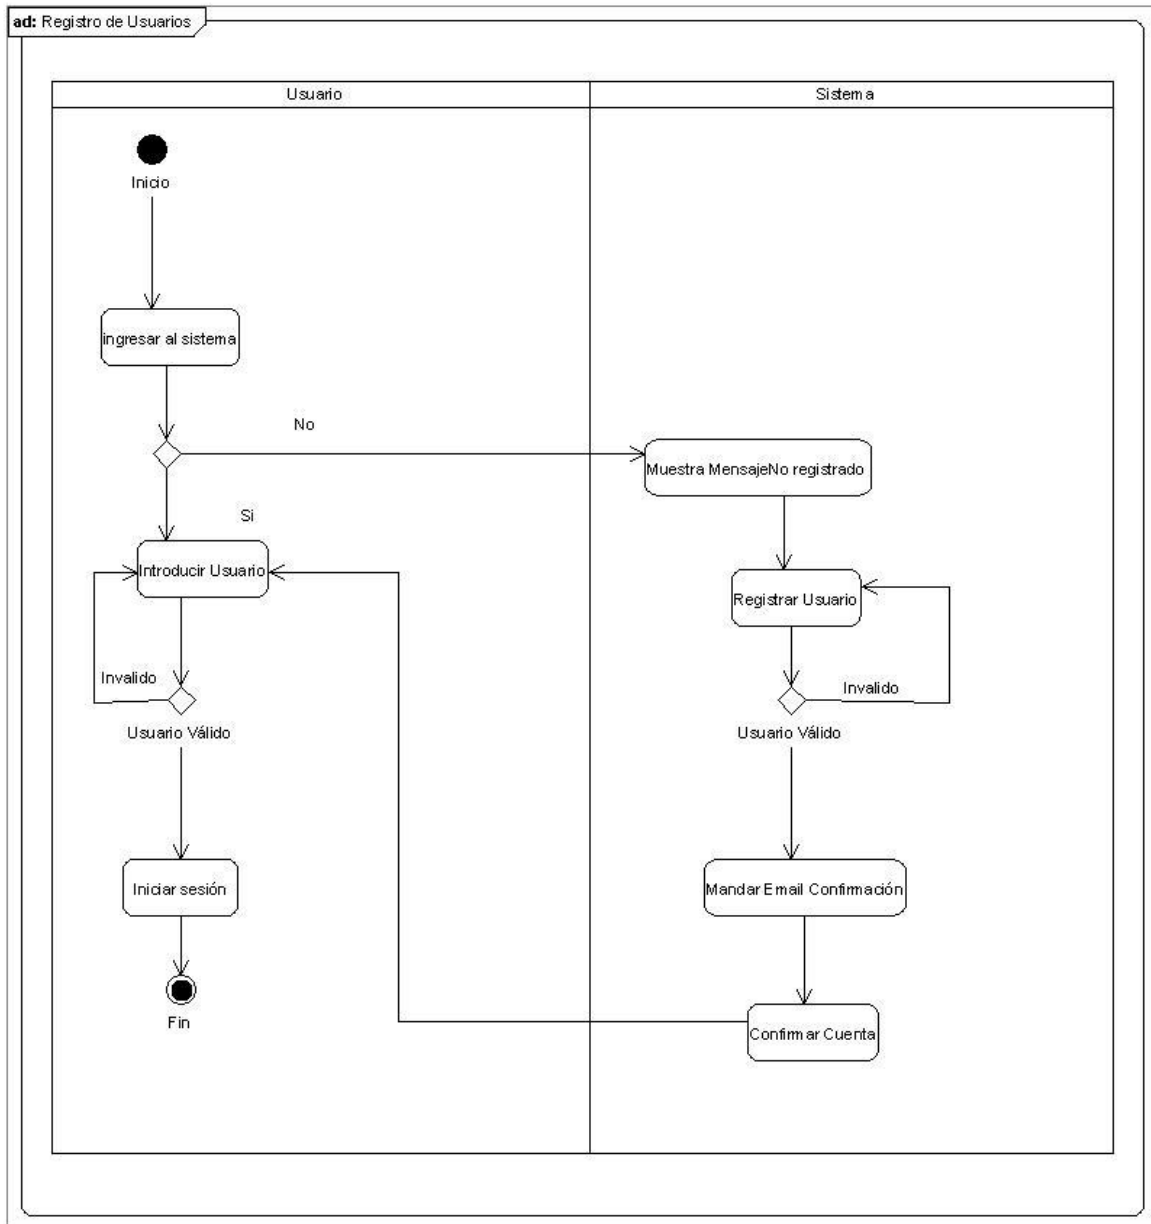 ad: Registro de Usuarios
Usuario
Sistema
Inicio
ingresar al sistema
No
Muestra MensajeNo registrado
Si
Introducir Usuario
Registrar Usuario
Invalido
Invalido
Usuario Válido
Usuario Válido
Iniciar sesión
Mandar Email Confirmación
Fin
Confirmar Cuenta